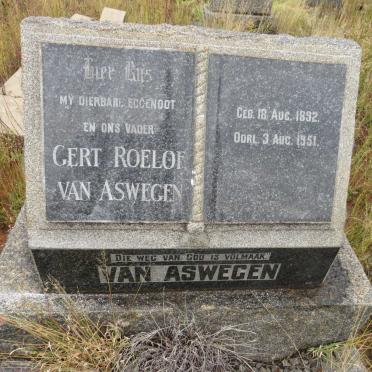 Hier Rus
MY DIERBARE EGGENOOT
EN ONS VADER
GERT ROELOF
VAN ASWEGEN
GEB. 18 AUG. 1892.
OORL. 3 AUG. 1951.
DIE WEG VAN GOD IS VOLMAAK
VAN ASWEGEN